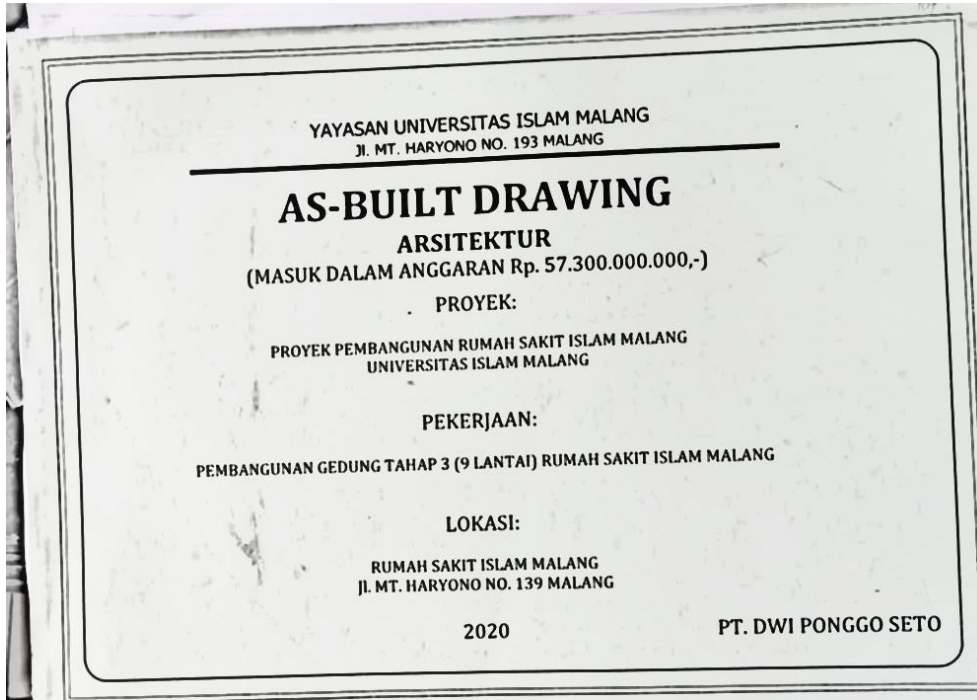 YAYASAN UNIVERSITAS ISLAM MALANG
Jl. MT. HARYONO NO. 193 MALANG
AS-BUILT DRAWING
ARSITEKTUR
(MASUK DALAM ANGGARAN Rp. 57.300.000.000,-)
PROYEK:
PROYEK PEMBANGUNAN RUMAH SAKIT ISLAM MALANG
UNIVERSITAS ISLAM MALANG
PEKERJAAN:
PEMBANGUNAN GEDUNG TAHAP 3 (9 LANTAI) RUMAH SAKIT ISLAM MALANG
LOKASI:
RUMAH SAKIT ISLAM MALANG
Jl. MT. HARYONO NO. 139 MALANG
2020
PT. DWI PONGGO SETO